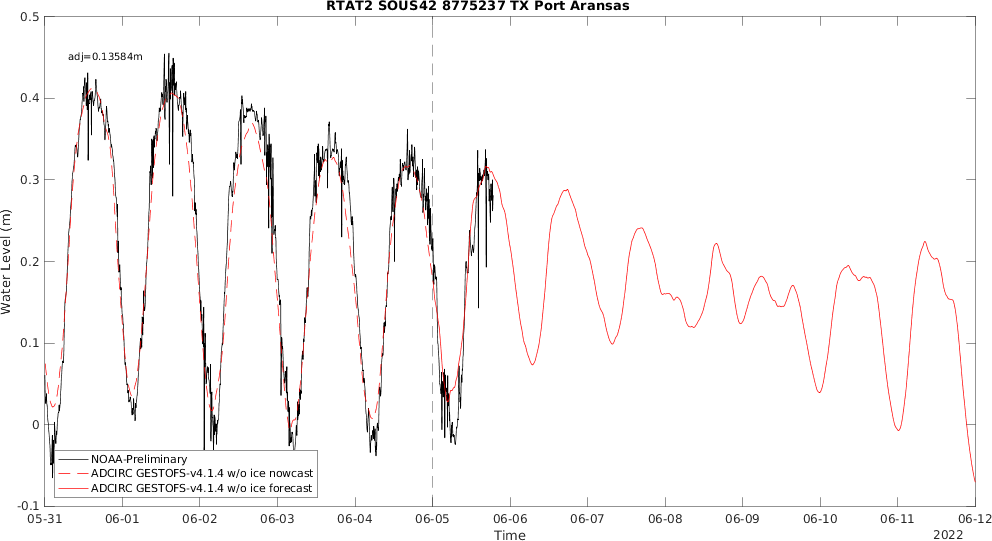 RTAT2 SOUS42 8775237 TX Port Aransas
0.5
adj=0.13584m
0.4
0.3
0.2
0.1
0
-0.1
Water Level (m)
NOAA-Preliminary
ADCIRC GESTOFS-v4.1.4 w/o ice nowcast
ADCIRC GESTOFS-v4.1.4 w/o ice forecast
05-31 06-01 06-02 06-03 06-04 06-05 06-06 06-07 06-08 06-09 06-10 06-11 06-12
Time
2022